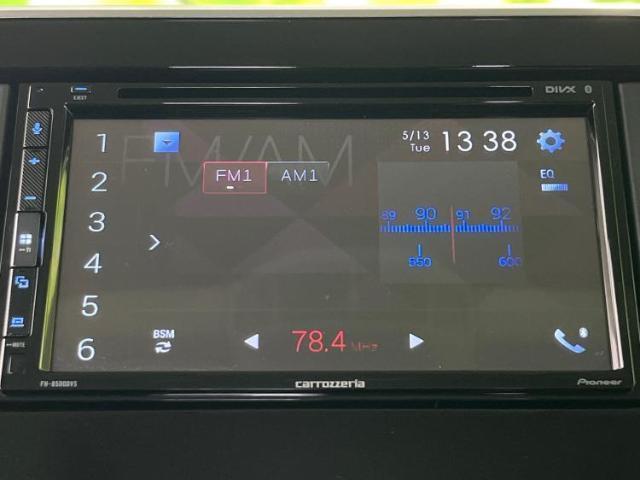 EJECT
DIVX
FM/AM
1
2
3
4
5
6
5/13
Tue
13 38
FM1
AM1
EQ
89 90 91 92
550 600
BSM
78.4 MHz
MUTE
FH-8500DVS
carrozzeria
Pioneer